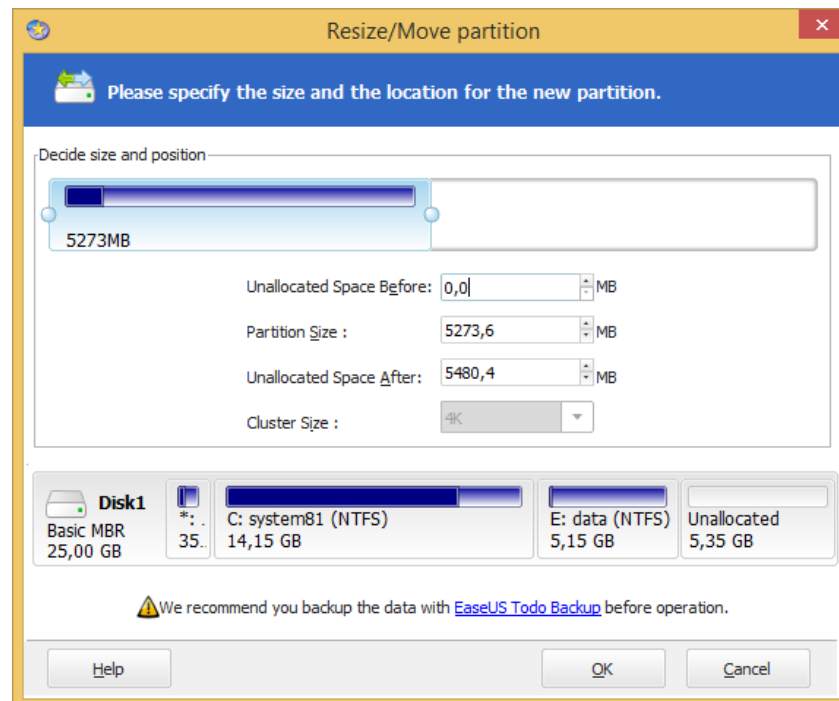 Resize/Move partition
Please specify the size and the location for the new partition.
Decide size and position
5273MB
Unallocated Space Before: 0,0 MB
Partition Size : 5273,6 MB
Unallocated Space After: 5480,4 MB
Cluster Size : 4K
Disk1
Basic MBR
25,00 GB
*: .
35..
C: system81 (NTFS)
14,15 GB
E: data (NTFS)
5,15 GB
Unallocated
5,35 GB
We recommend you backup the data with EaseUS Todo Backup before operation.
Help OK Cancel